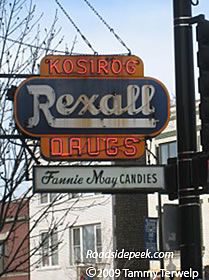 KOSIROG
Rexall
DRUGS
Fannie May CANDIES
Roadsidepeek.com
©2009 Tammy Terwelp